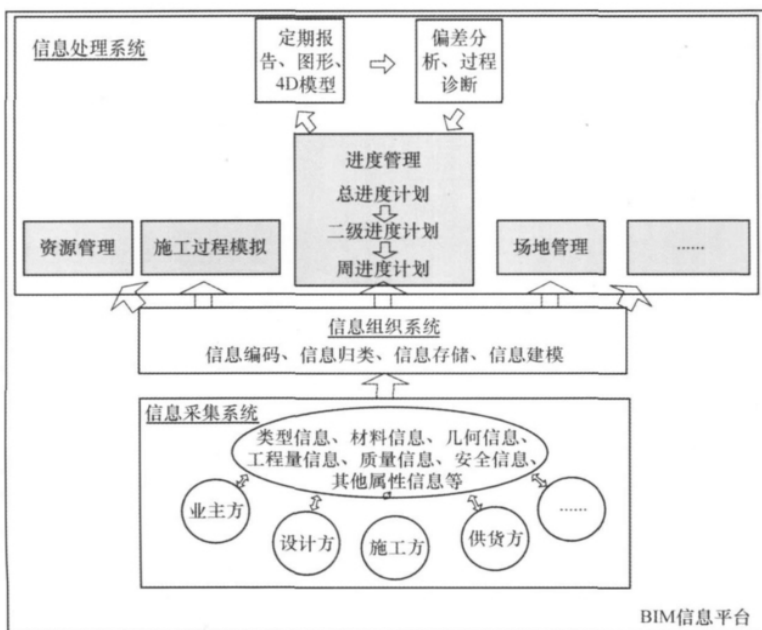 信息处理系统
定期报
告、图形、
4D模型
偏差分
析、过程
诊断
进度管理
总进度计划
二级进度计划
周进度计划
资源管理
施工过程模拟
场地管理
……
信息组织系统
信息编码、信息归类、信息存储、信息建模
信息采集系统
类型信息、材料信息、几何信息、
工程量信息、质量信息、安全信息、
其他属性信息等
业主方
设计方
施工方
供货方
……
BIM信息平台